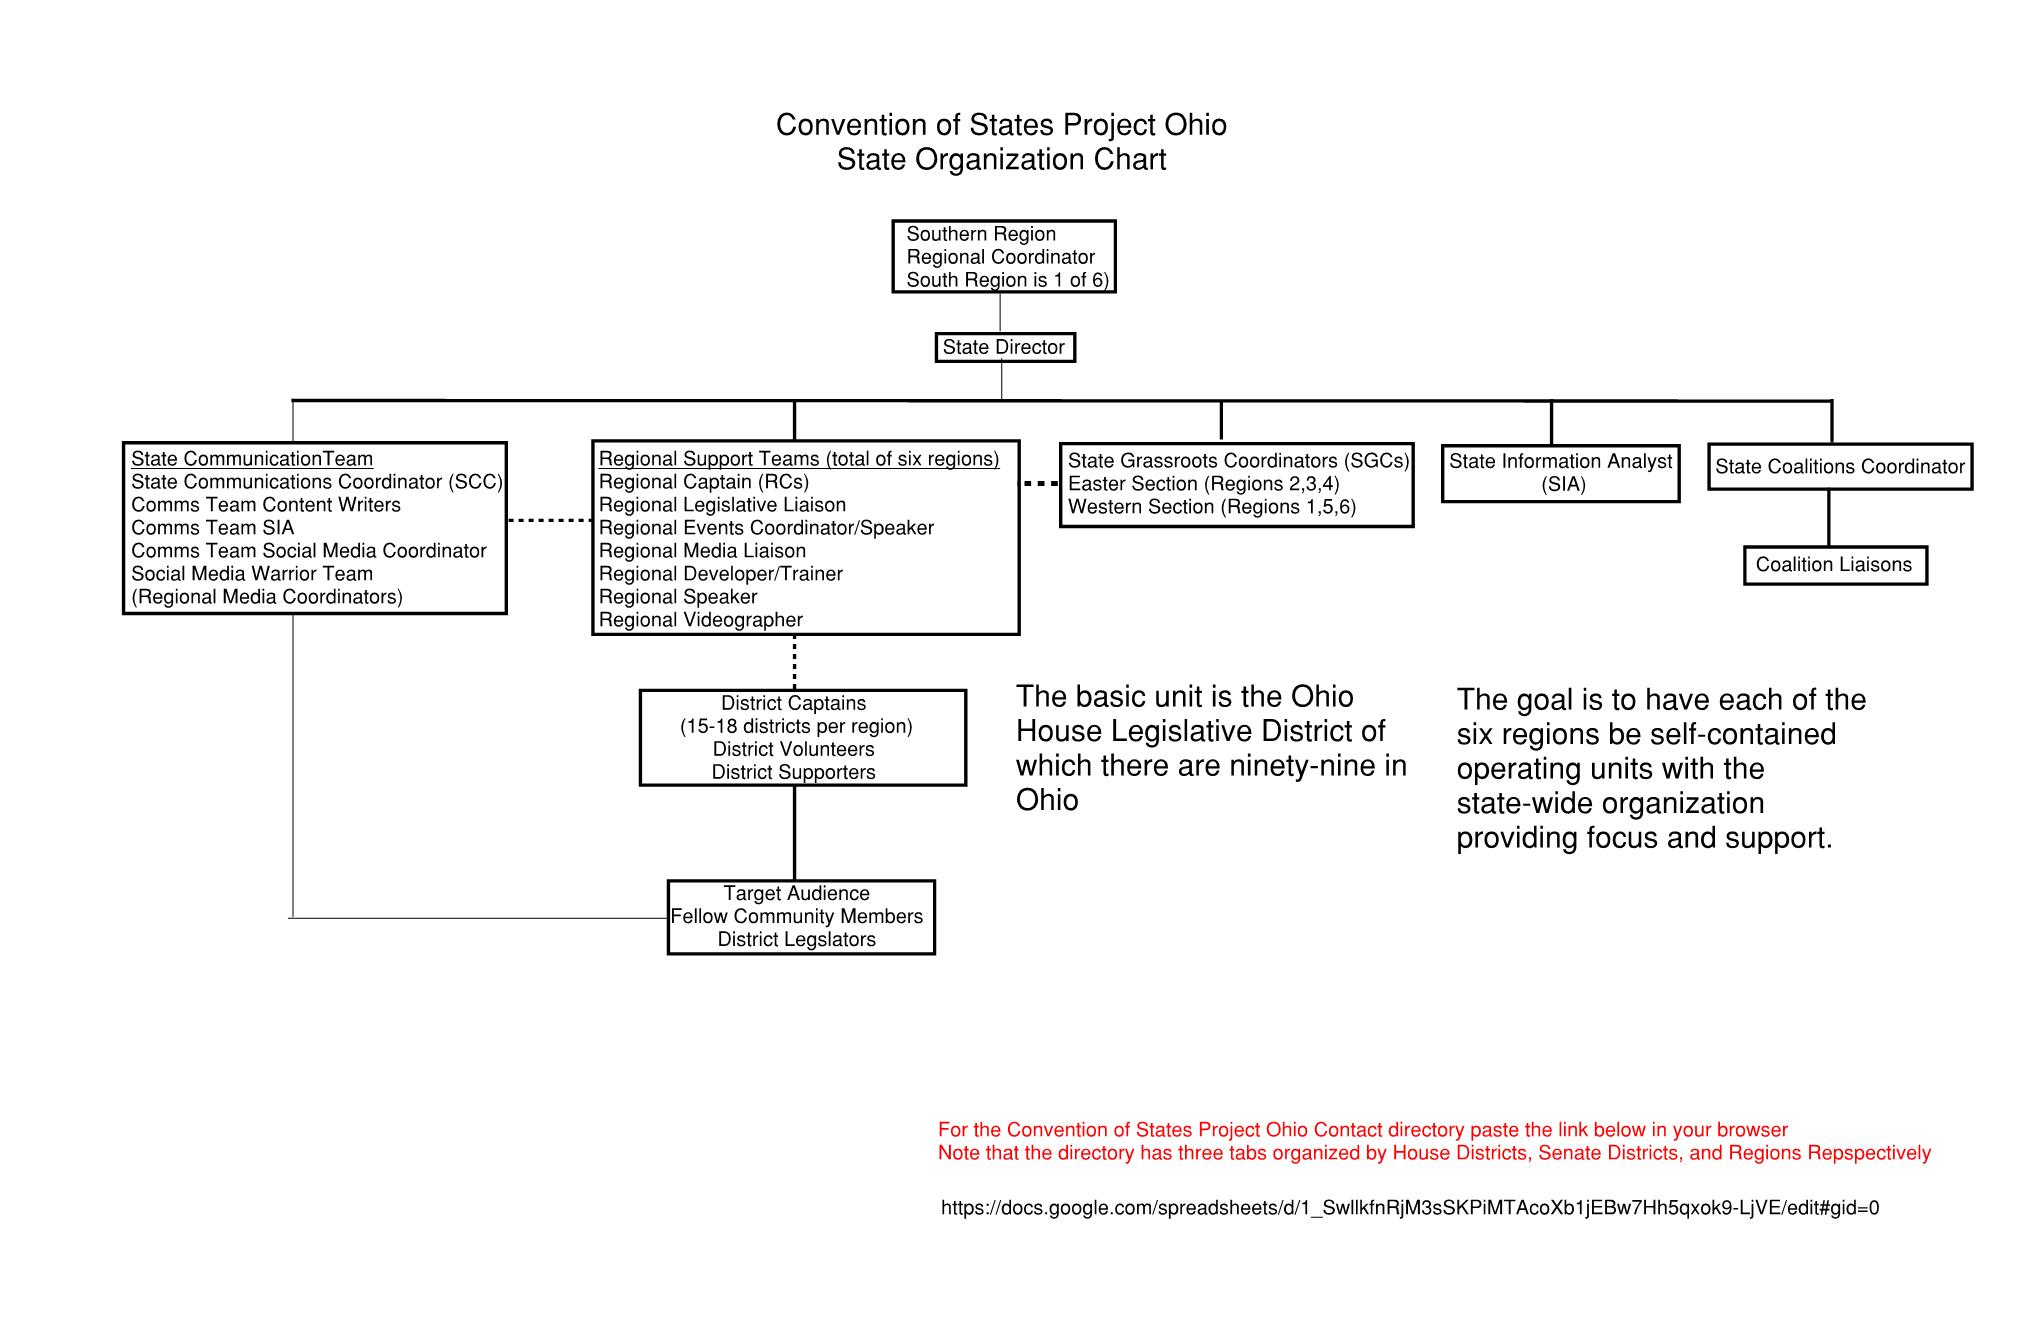 Convention of States Project Ohio
State Organization Chart
Southern Region
Regional Coordinator
South Region is 1 of 6)
State Director
State CommunicationTeam
State Communications Coordinator (SCC)
Comms Team Content Writers
Comms Team SIA
Comms Team Social Media Coordinator
Social Media Warrior Team
(Regional Media Coordinators)
Regional Support Teams (total of six regions)
Regional Captain (RCs)
Regional Legislative Liaison
Regional Events Coordinator/Speaker
Regional Media Liaison
Regional Developer/Trainer
Regional Speaker
Regional Videographer
State Grassroots Coordinators (SGCs)
Easter Section (Regions 2,3,4)
Western Section (Regions 1,5,6)
State Information Analyst
(SIA)
State Coalitions Coordinator
Coalition Liaisons
District Captains
(15-18 districts per region)
District Volunteers
District Supporters
The basic unit is the Ohio
House Legislative District of
which there are ninety-nine in
Ohio
The goal is to have each of the
six regions be self-contained
operating units with the
state-wide organization
providing focus and support.
Target Audience
Fellow Community Members
District Legslators
For the Convention of States Project Ohio Contact directory paste the link below in your browser
Note that the directory has three tabs organized by House Districts, Senate Districts, and Regions Repspectively
https://docs.google.com/spreadsheets/d/1_SwllkfnRjM3sSKPiMTAcoXb1jEBw7Hh5qxok9-LjVE/edit#gid=0